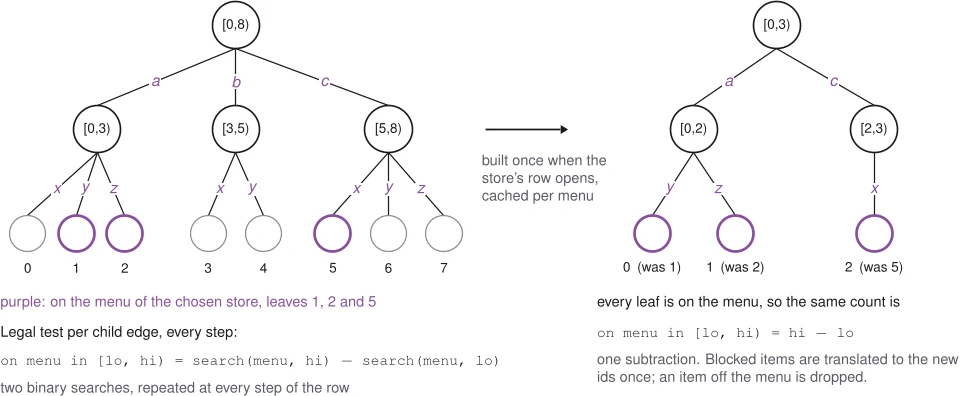 [0,8)
[0,3)
a
b
c
a
c
[0,3)
[3,5)
[5,8)
[0,2)
[2,3)
built once when the
store's row opens,
cached per menu
x
y
z
x
y
x
y
z
y
z
x
0
1
2
3
4
5
6
7
0 (was 1)
1 (was 2)
2 (was 5)
purple: on the menu of the chosen store, leaves 1, 2 and 5
Legal test per child edge, every step:
on menu in [lo, hi) = search(menu, hi) − search(menu, lo)
two binary searches, repeated at every step of the row
every leaf is on the menu, so the same count is
on menu in [lo, hi) = hi − lo
one subtraction. Blocked items are translated to the new
ids once; an item off the menu is dropped.